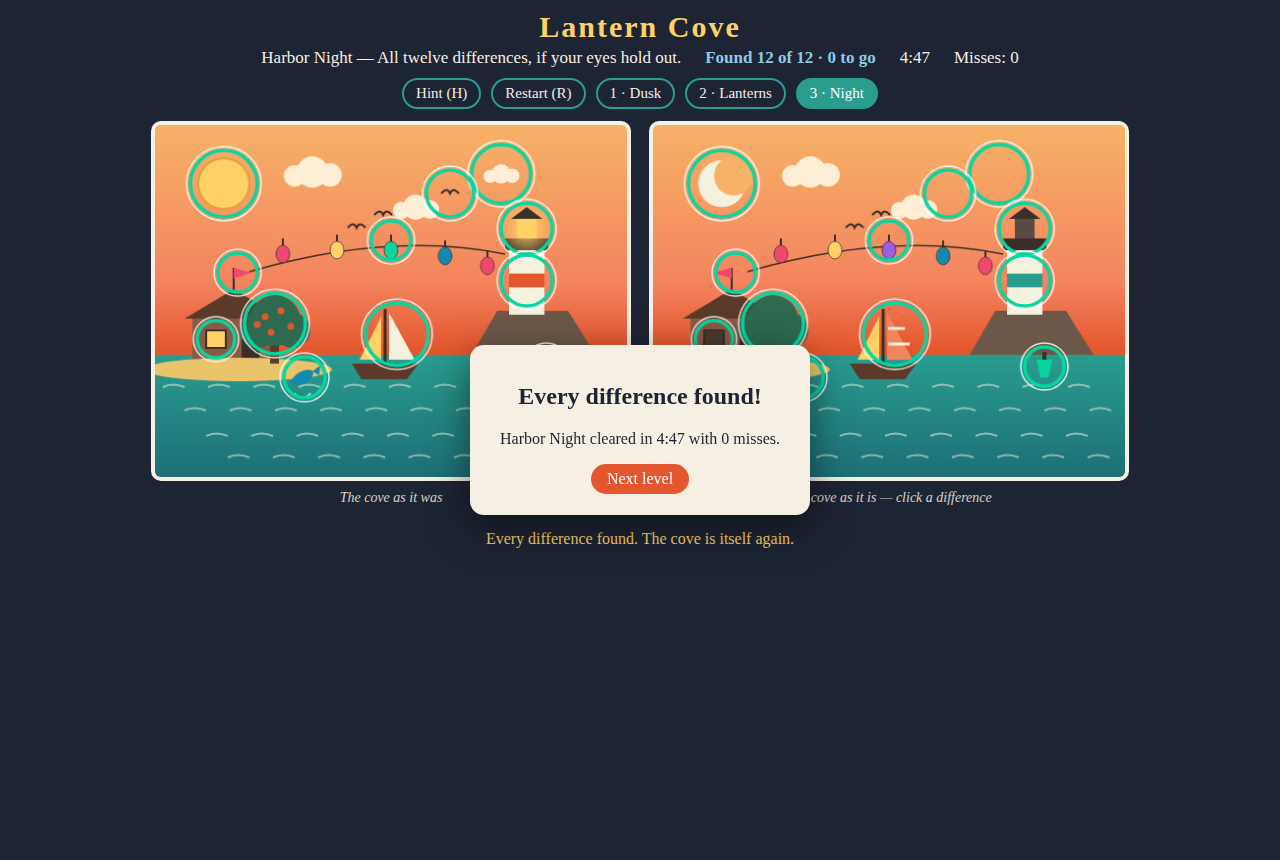 Lantern Cove
Harbor Night — All twelve differences, if your eyes hold out. Found 12 of 12 · 0 to go 4:47 Misses: 0
Hint (H) Restart (R) 1 · Dusk 2 · Lanterns 3 · Night
Every difference found!
Harbor Night cleared in 4:47 with 0 misses.
Next level
The cove as it was cove as it is — click a difference
Every difference found. The cove is itself again.